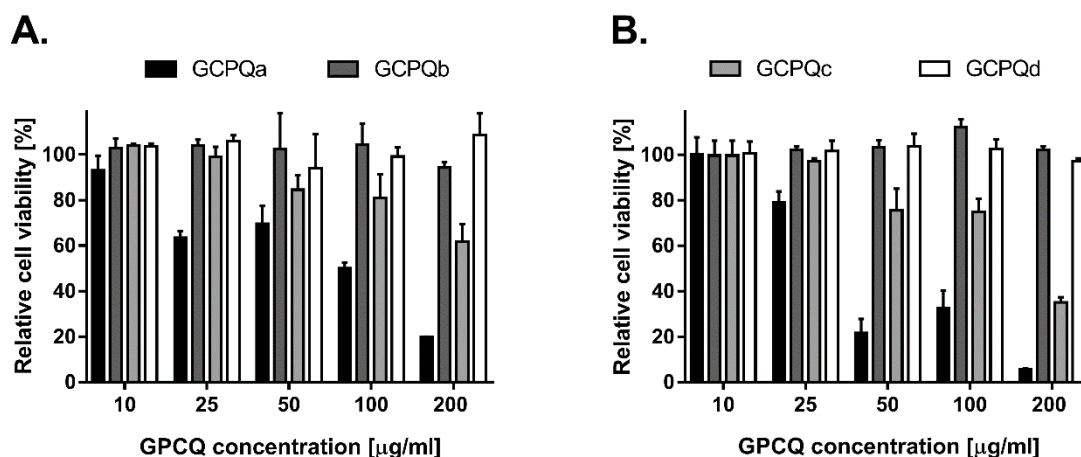 A.
GCPQa GCPQb
Relative cell viability [%]
100
80
60
40
20
0
10 25 50 100 200
GPCQ concentration [µg/ml]
B.
GCPQc GCPQd
Relative cell viability [%]
100
80
60
40
20
0
10 25 50 100 200
GPCQ concentration [µg/ml]